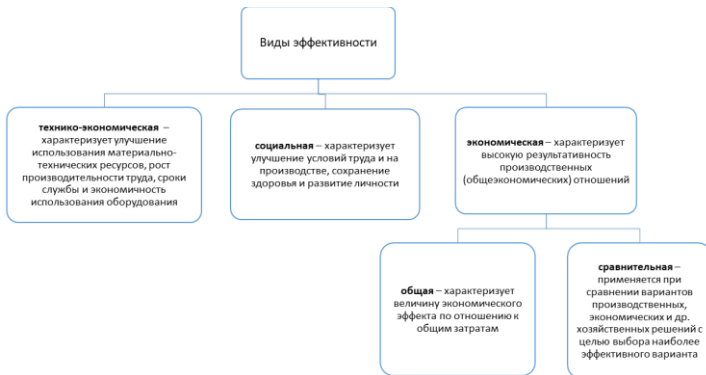 Виды эффективности
технико-экономическая –
характеризует улучшение
использования материально-
технических ресурсов, рост
производительности труда, сроки
службы и экономичность
использования оборудования
социальная – характеризует
улучшение условий труда и на
производстве, сохранение
здоровья и развитие личности
экономическая – характеризует
высокую результативность
производственных
(общеэкономических) отношений
общая – характеризует
величину экономического
эффекта по отношению к
общим затратам
сравнительная –
применяется при
сравнении вариантов
производственных,
экономических и др.
хозяйственных решений с
целью выбора наиболее
эффективного варианта